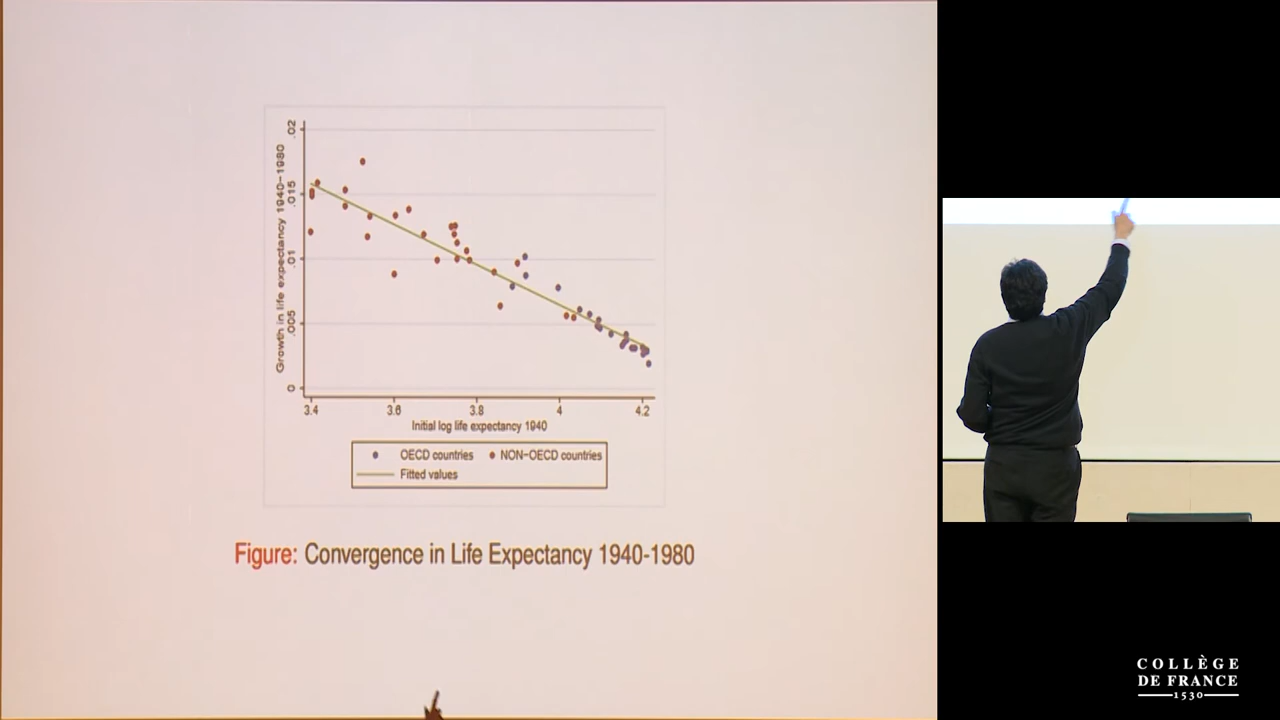 Growth in life expectancy 1940-1980
.02
.015
.01
.005
0
3.4 3.6 3.8 4 4.2
Initial log life expectancy 1940
OECD countries NON-OECD countries
Fitted values
Figure: Convergence in Life Expectancy 1940-1980
COLLÈGE
DE FRANCE
1530